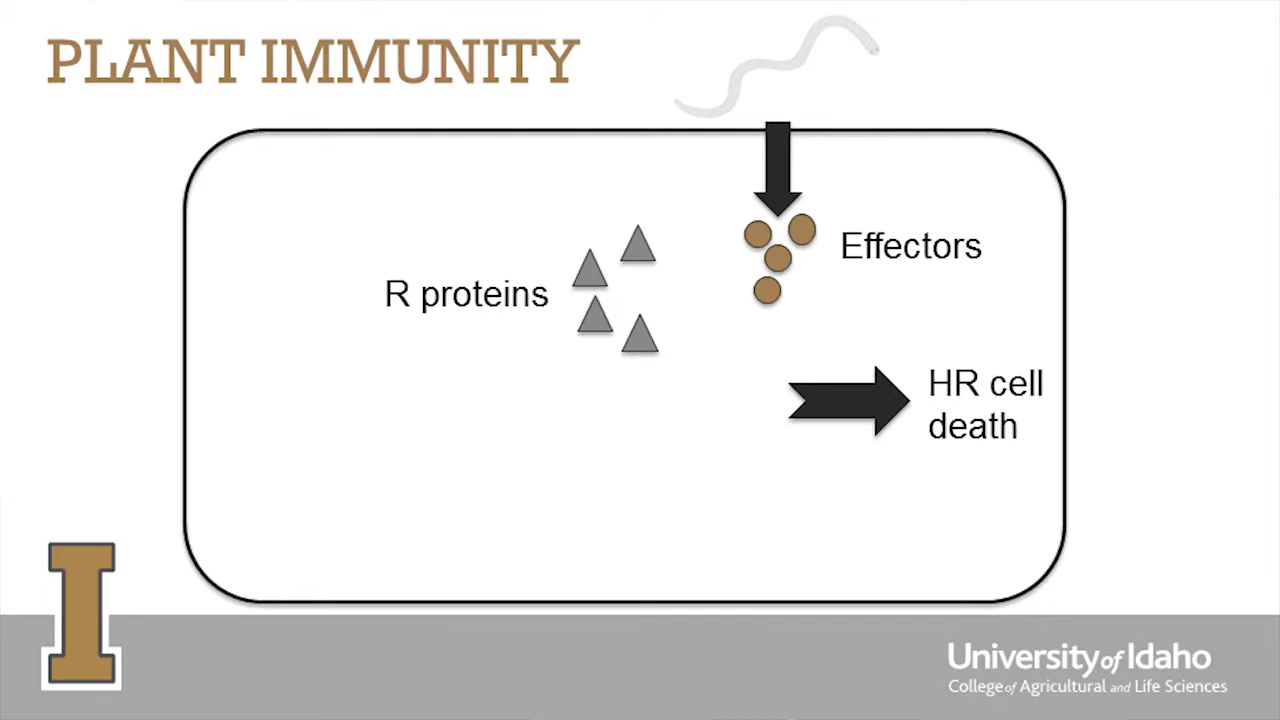 PLANT IMMUNITY
Effectors
R proteins
HR cell
death
I
University of Idaho
College of Agricultural and Life Sciences